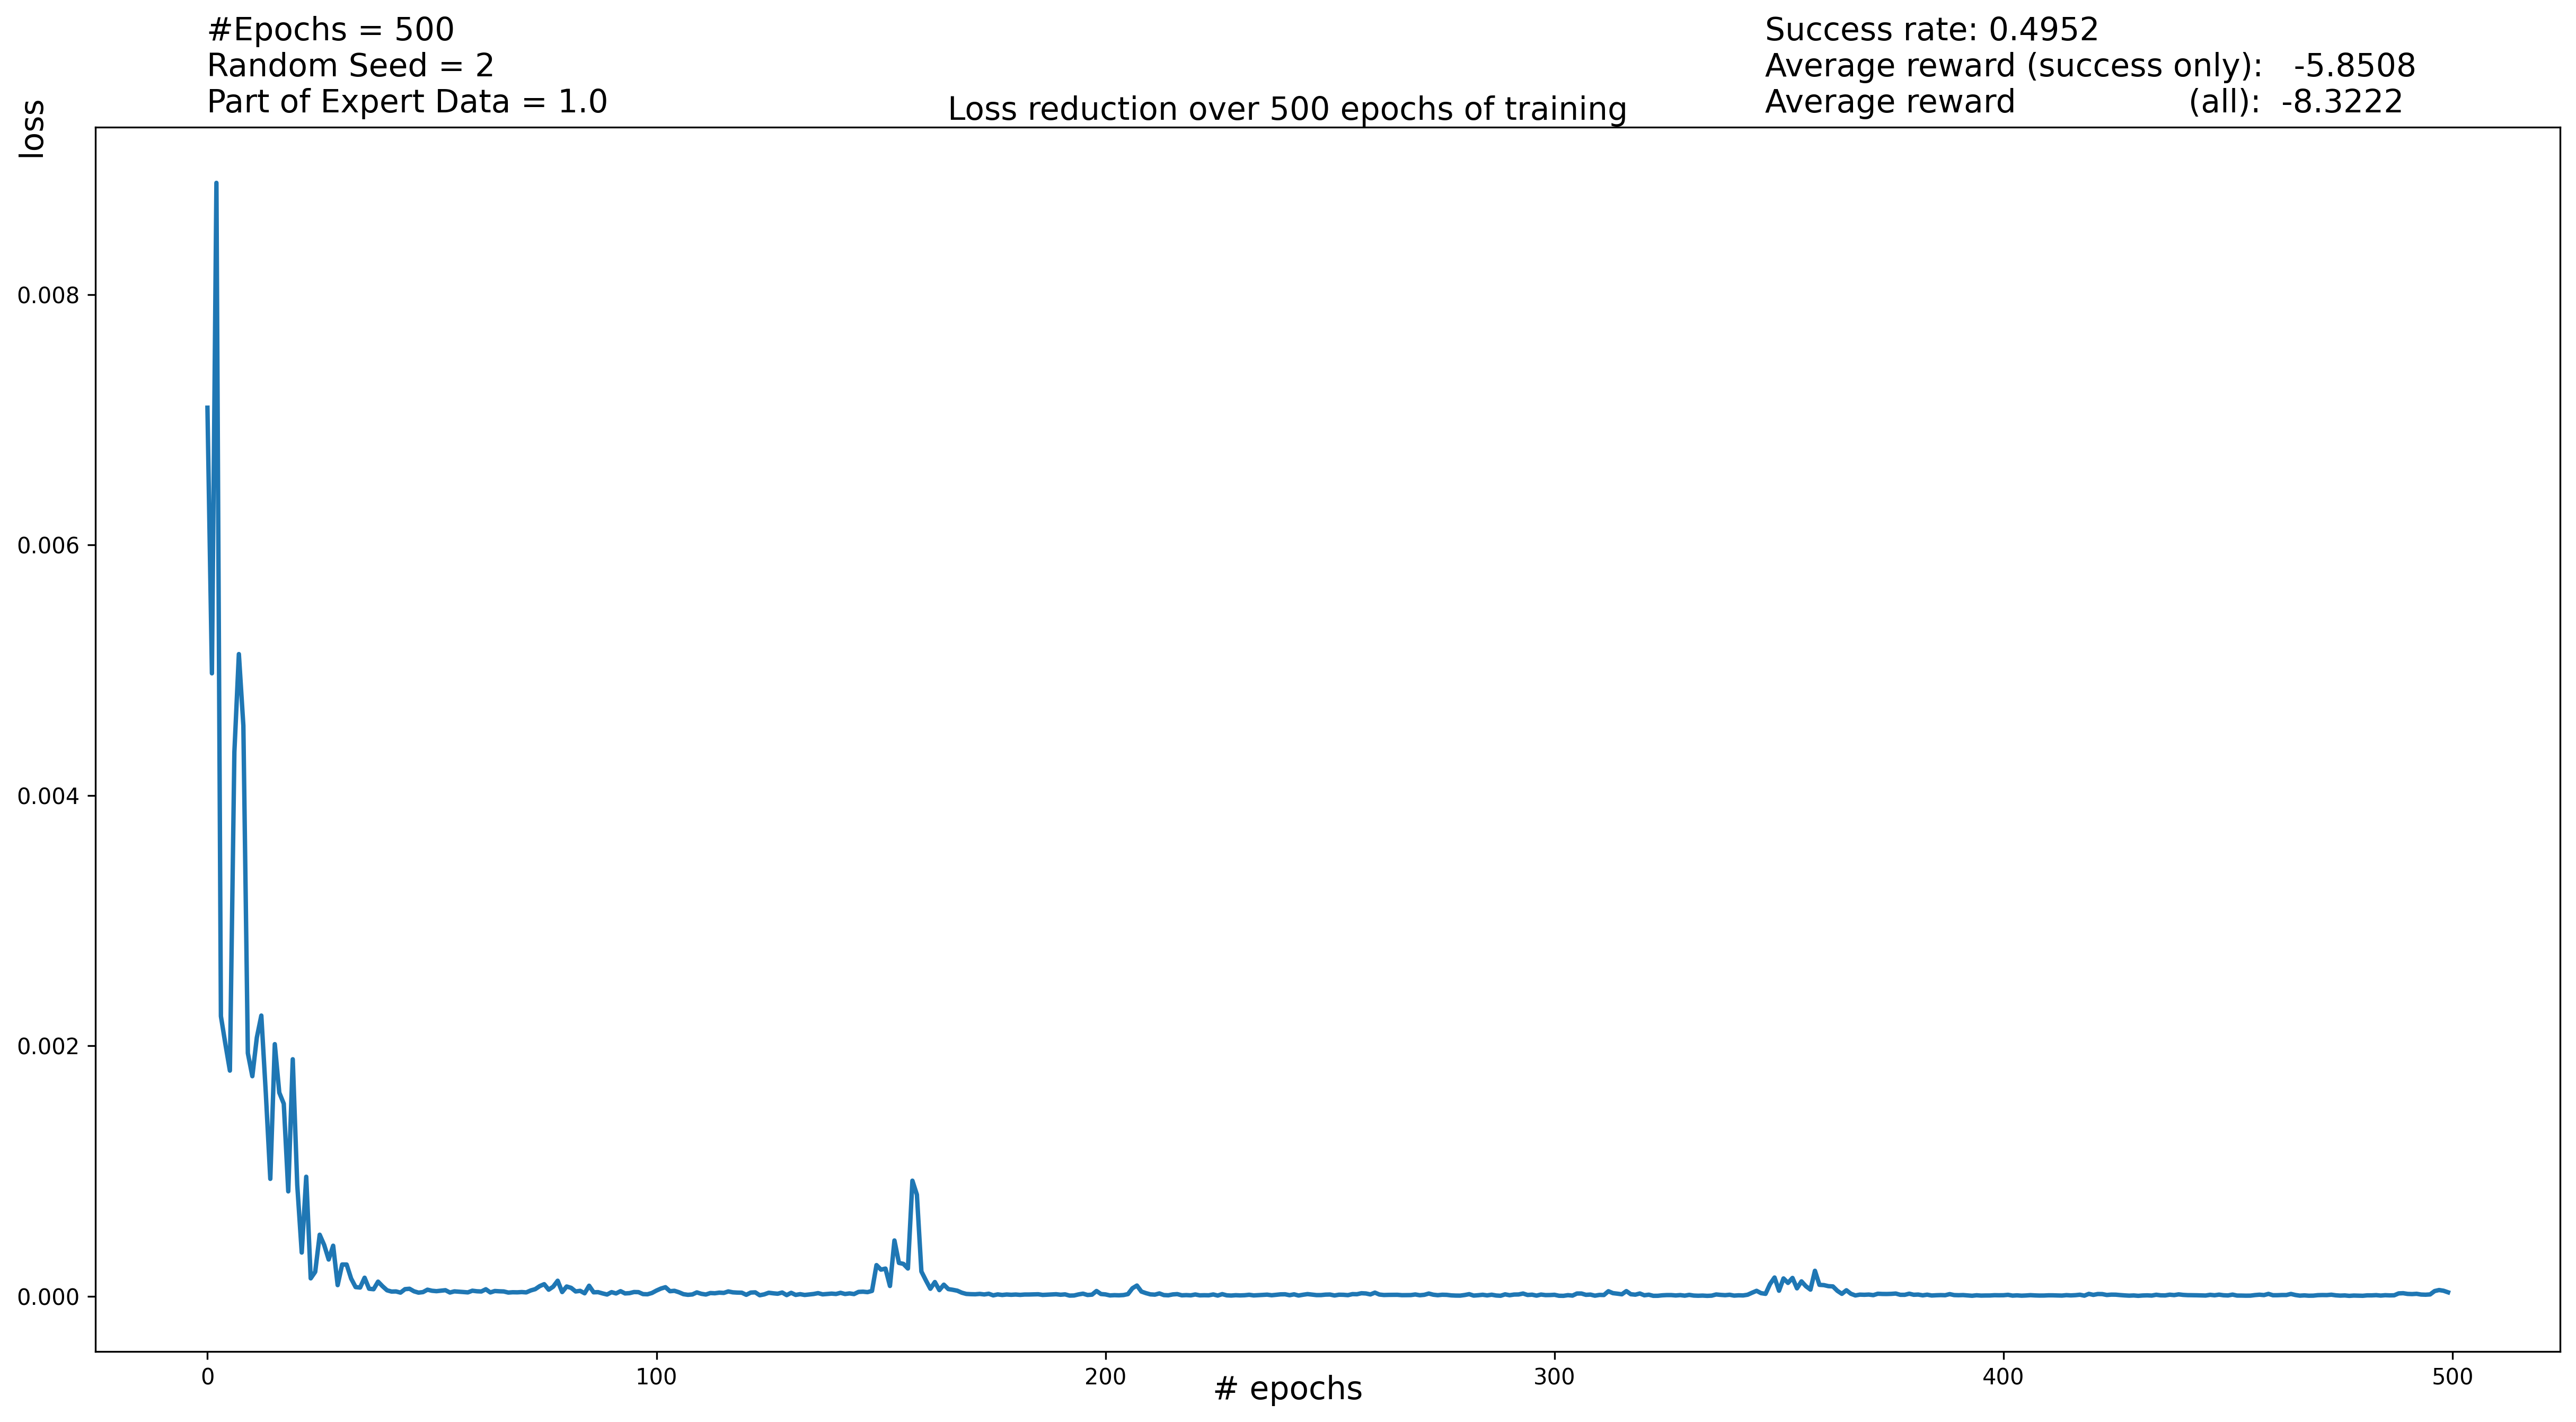 #Epochs = 500
Random Seed = 2
Part of Expert Data = 1.0
Success rate: 0.4952
Average reward (success only): -5.8508
Average reward (all): -8.3222
Loss reduction over 500 epochs of training
loss
0.008
0.006
0.004
0.002
0.000
0 100 200 300 400 500
# epochs